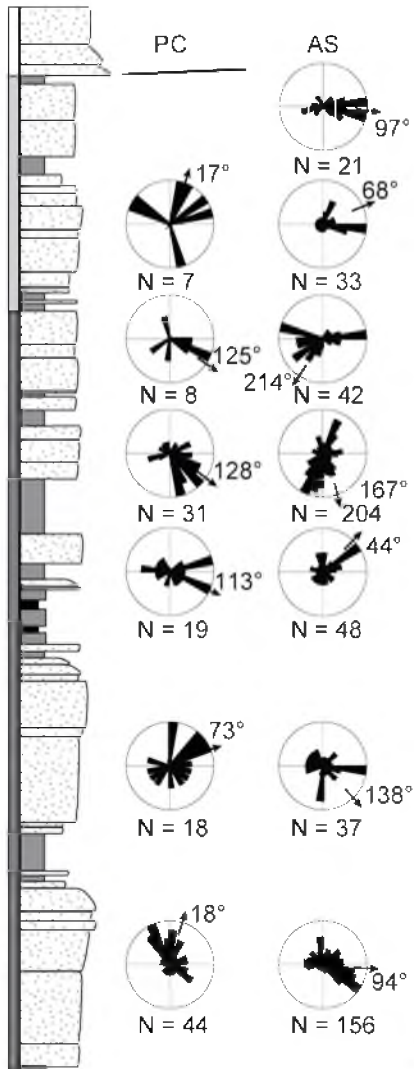 PC AS
97°
N = 21
17° 68°
N = 7 N = 33
125° 214°
N = 8 N = 42
128° 167°
N = 31 N = 204
113° 44°
N = 19 N = 48
73° 138°
N = 18 N = 37
18° 94°
N = 44 N = 156